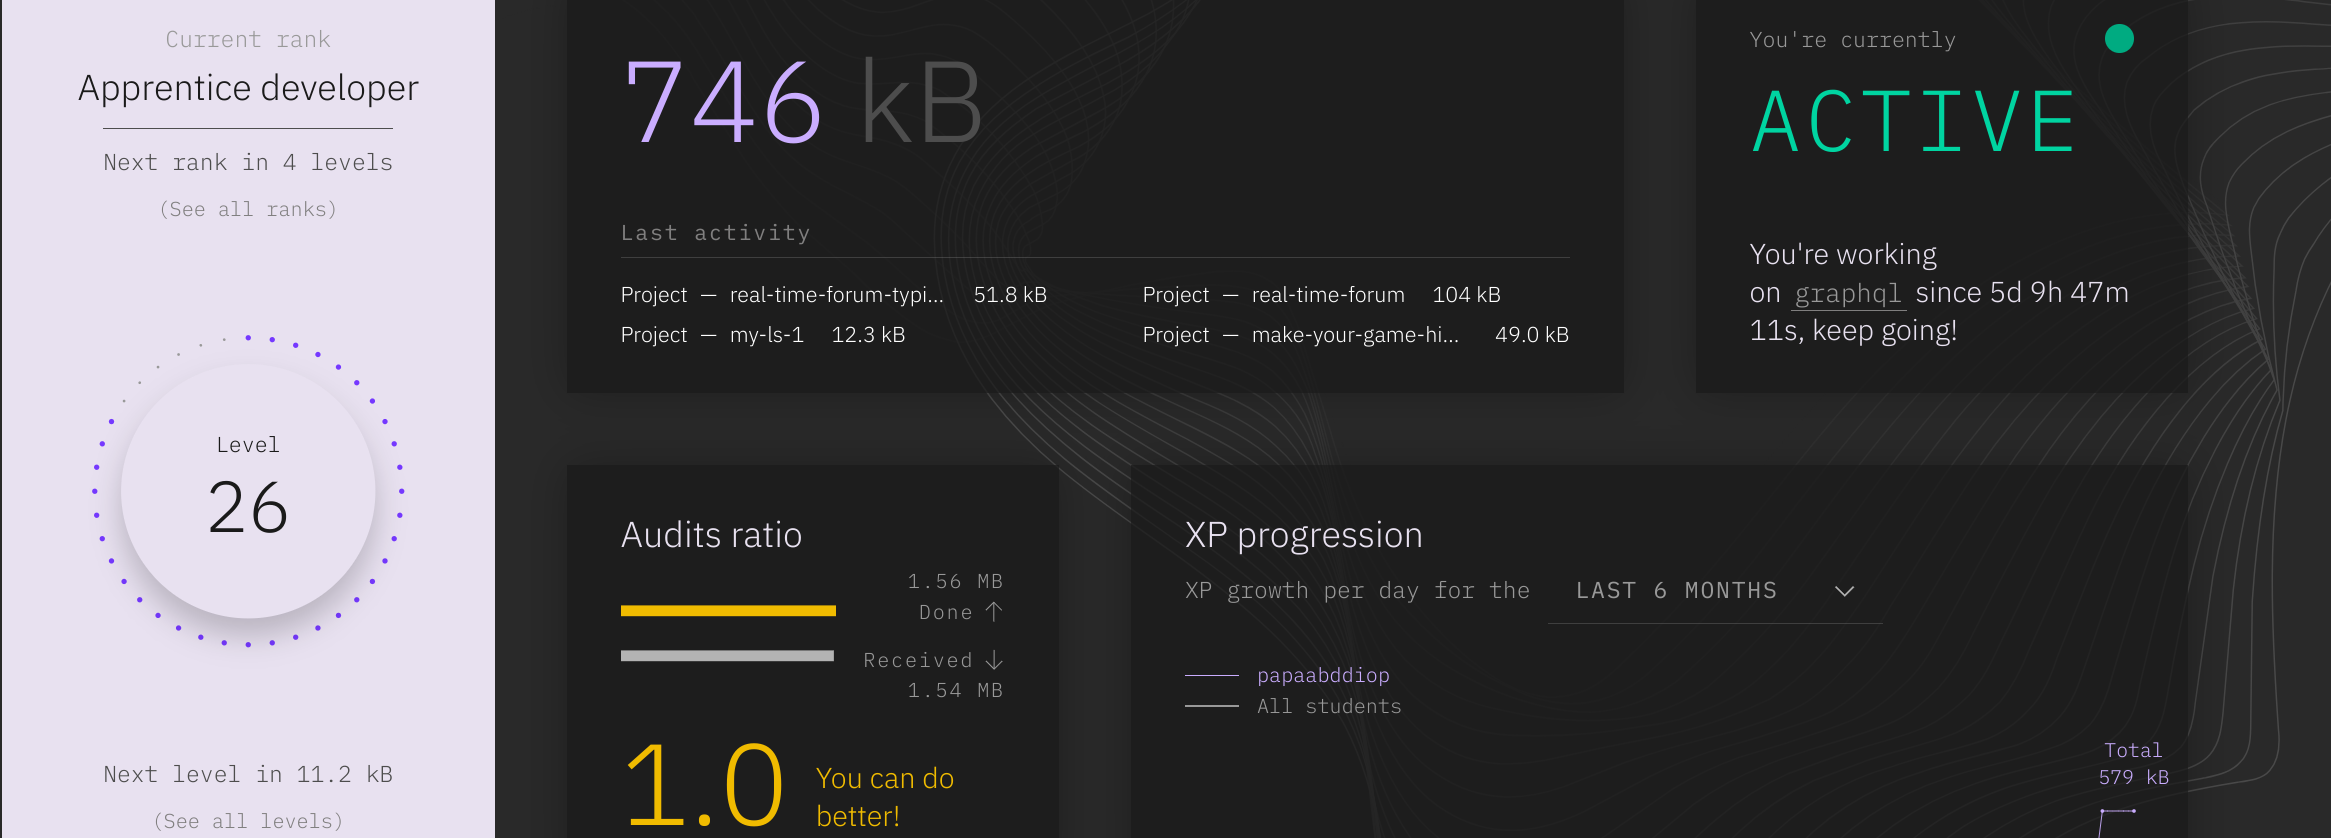 Current rank
Apprentice developer
Next rank in 4 levels
(See all ranks)
Level
26
Next level in 11.2 kB
(See all levels)
746 kB
Last activity
Project — real-time-forum-typi... 51.8 kB
Project — real-time-forum 104 kB
Project — my-ls-1 12.3 kB
Project — make-your-game-hi... 49.0 kB
You're currently
ACTIVE
You're working
on graphql since 5d 9h 47m
11s, keep going!
Audits ratio
1.56 MB
Done ↑
Received ↓
1.54 MB
1.0
You can do
better!
XP progression
XP growth per day for the LAST 6 MONTHS
papaabddiop
All students
Total
579 kB